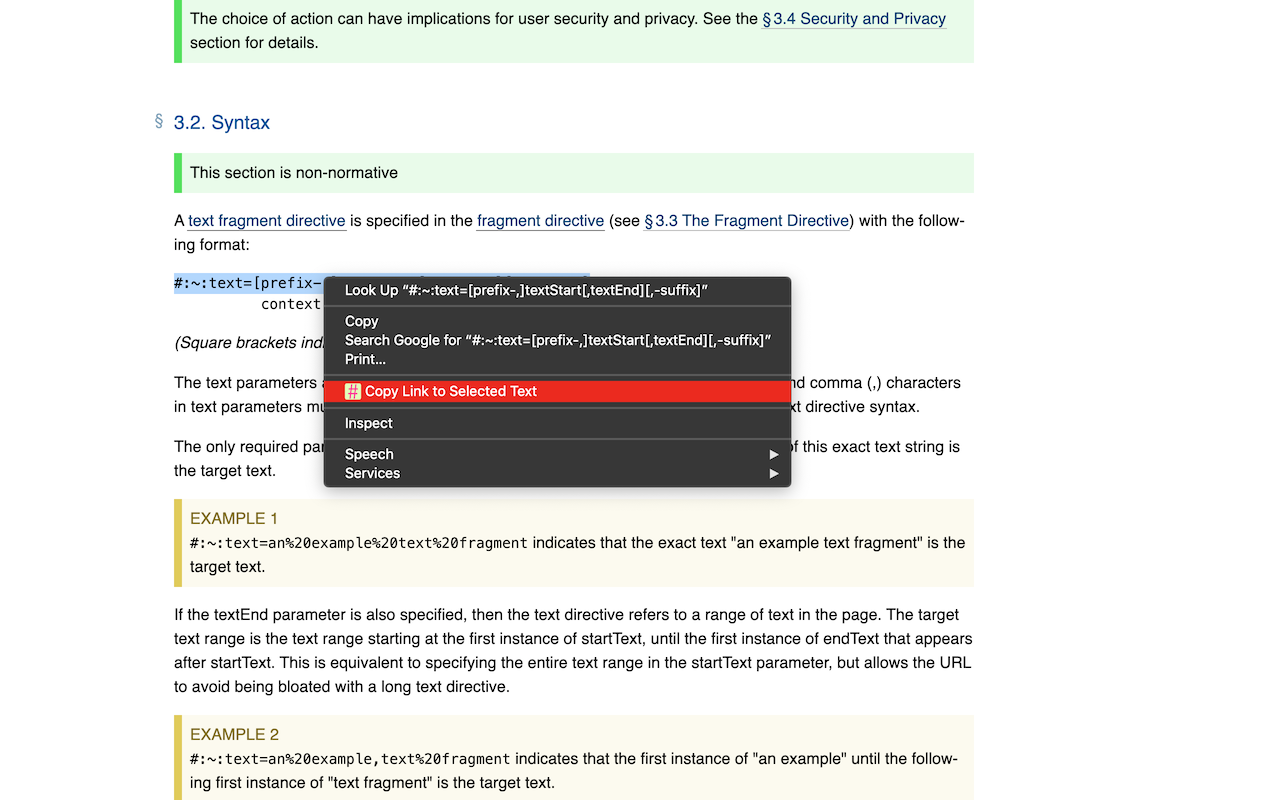 The choice of action can have implications for user security and privacy. See the § 3.4 Security and Privacy
section for details.
§ 3.2. Syntax
This section is non-normative
A text fragment directive is specified in the fragment directive (see § 3.3 The Fragment Directive) with the follow-
ing format:
#:~:text=[prefix-
context
(Square brackets ind
Look Up “#:~:text=[prefix-,]textStart[,textEnd][,-suffix]”
Copy
Search Google for “#:~:text=[prefix-,]textStart[,textEnd][,-suffix]”
Print...
Copy Link to Selected Text
Inspect
Speech
Services
The text parameters nd comma (,) characters
in text parameters mu xt directive syntax.
The only required par of this exact text string is
the target text.
EXAMPLE 1
#:~:text=an%20example%20text%20fragment indicates that the exact text "an example text fragment" is the
target text.
If the textEnd parameter is also specified, then the text directive refers to a range of text in the page. The target
text range is the text range starting at the first instance of startText, until the first instance of endText that appears
after startText. This is equivalent to specifying the entire text range in the startText parameter, but allows the URL
to avoid being bloated with a long text directive.
EXAMPLE 2
#:~:text=an%20example,text%20fragment indicates that the first instance of "an example" until the follow-
ing first instance of "text fragment" is the target text.